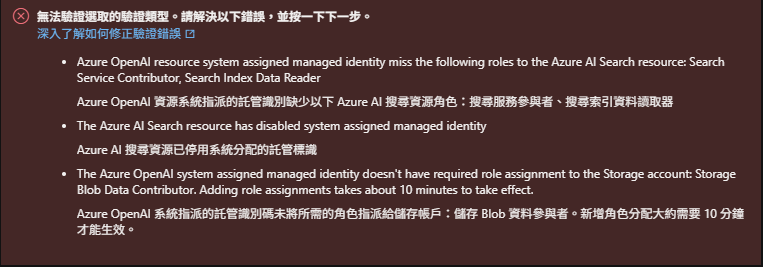 無法驗證選取的驗證類型。請解決以下錯誤，並按一下下一步。
深入了解如何修正驗證錯誤
• Azure OpenAI resource system assigned managed identity miss the following roles to the Azure AI Search resource: Search
Service Contributor, Search Index Data Reader
Azure OpenAI 資源系統指派的託管識別缺少以下 Azure AI 搜尋資源角色：搜尋服務參與者、搜尋索引資料讀取器
• The Azure AI Search resource has disabled system assigned managed identity
Azure AI 搜尋資源已停用系統分配的託管標識
• The Azure OpenAI system assigned managed identity doesn't have required role assignment to the Storage account: Storage
Blob Data Contributor. Adding role assignments takes about 10 minutes to take effect.
Azure OpenAI 系統指派的託管識別碼未將所需的角色指派給儲存帳戶：儲存 Blob 資料參與者。新增角色分配大約需要 10 分鐘
才能生效。